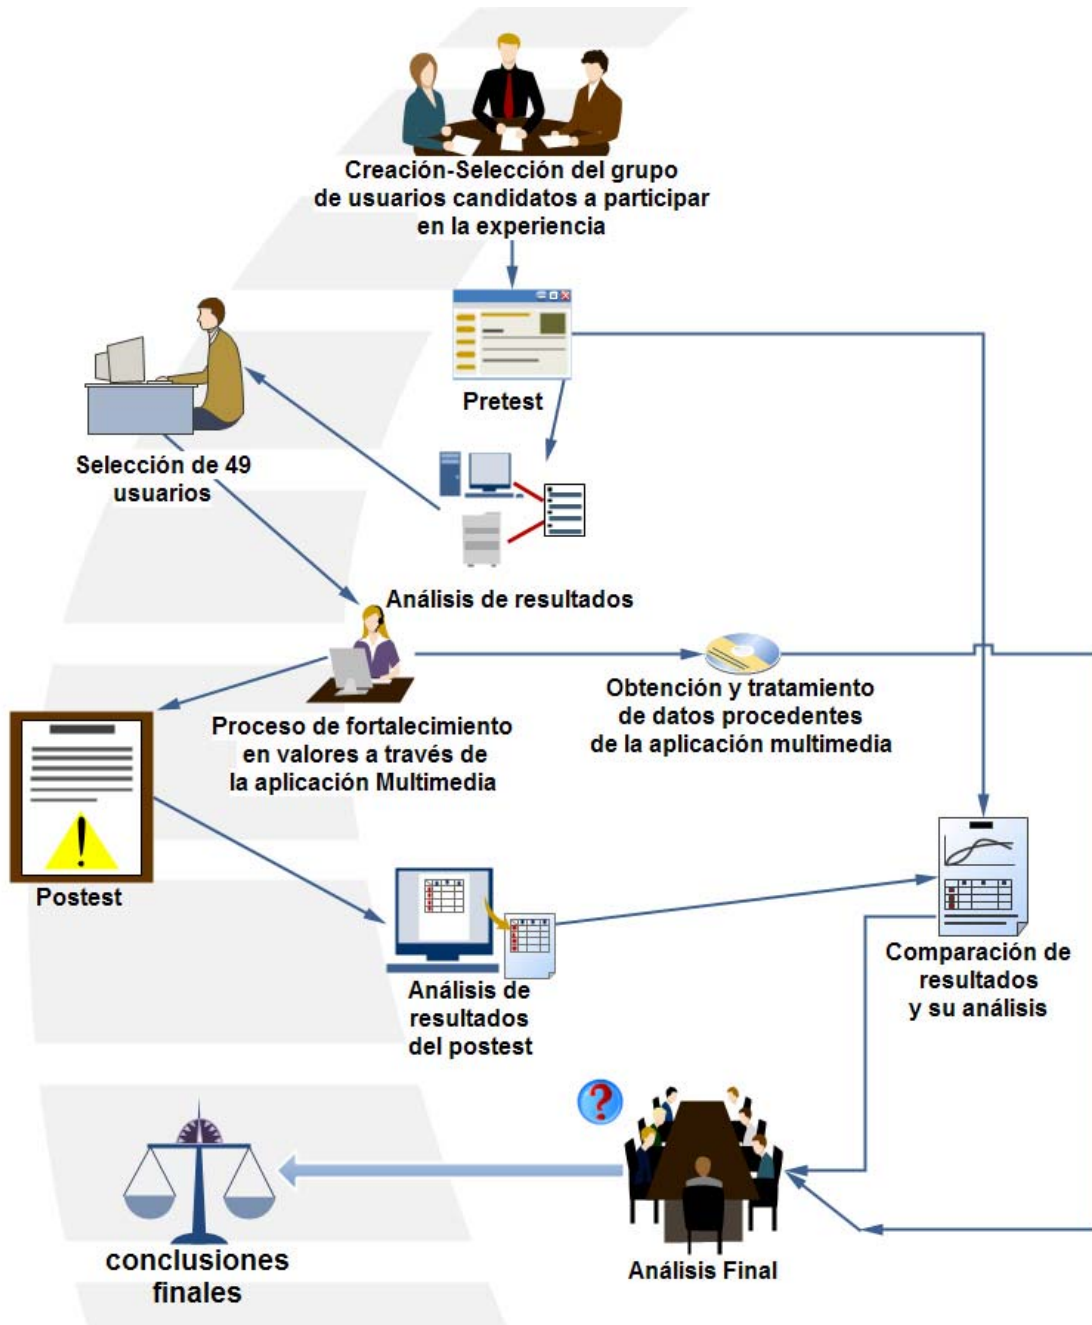 Creación-Selección del grupo
de usuarios candidatos a participar
en la experiencia
Pretest
Selección de 49
usuarios
Análisis de resultados
Proceso de fortalecimiento
en valores a través de
la aplicación Multimedia
Obtención y tratamiento
de datos procedentes
de la aplicación multimedia
Postest
Análisis de
resultados
del postest
Comparación de
resultados
y su análisis
Análisis Final
conclusiones
finales